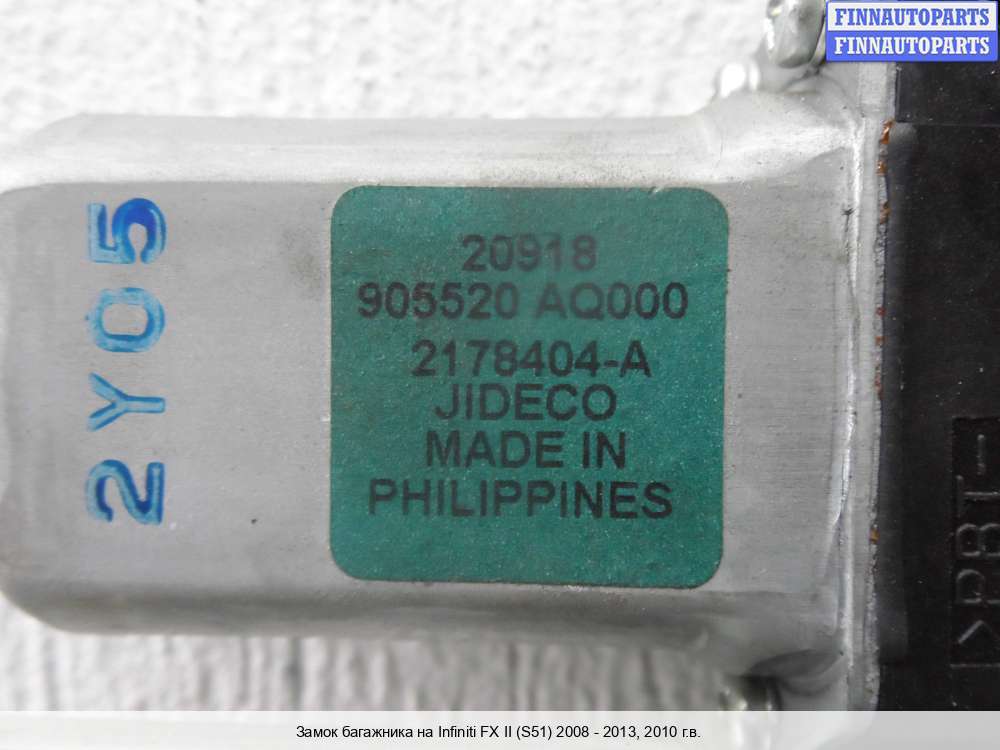 FINNAUTOPARTS
FINNAUTOPARTS
20918
905520 AQ000
2178404-A
JIDECO
MADE IN
PHILIPPINES
2Y05
>PBT-
Замок багажника на Infiniti FX II (S51) 2008 - 2013, 2010 г.в.